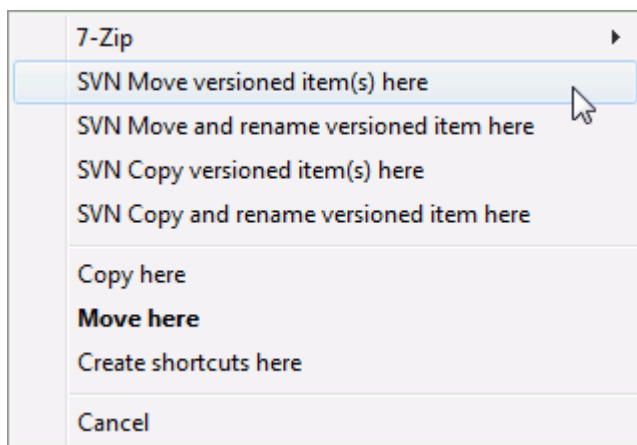 7-Zip
SVN Move versioned item(s) here
SVN Move and rename versioned item here
SVN Copy versioned item(s) here
SVN Copy and rename versioned item here
Copy here
Move here
Create shortcuts here
Cancel